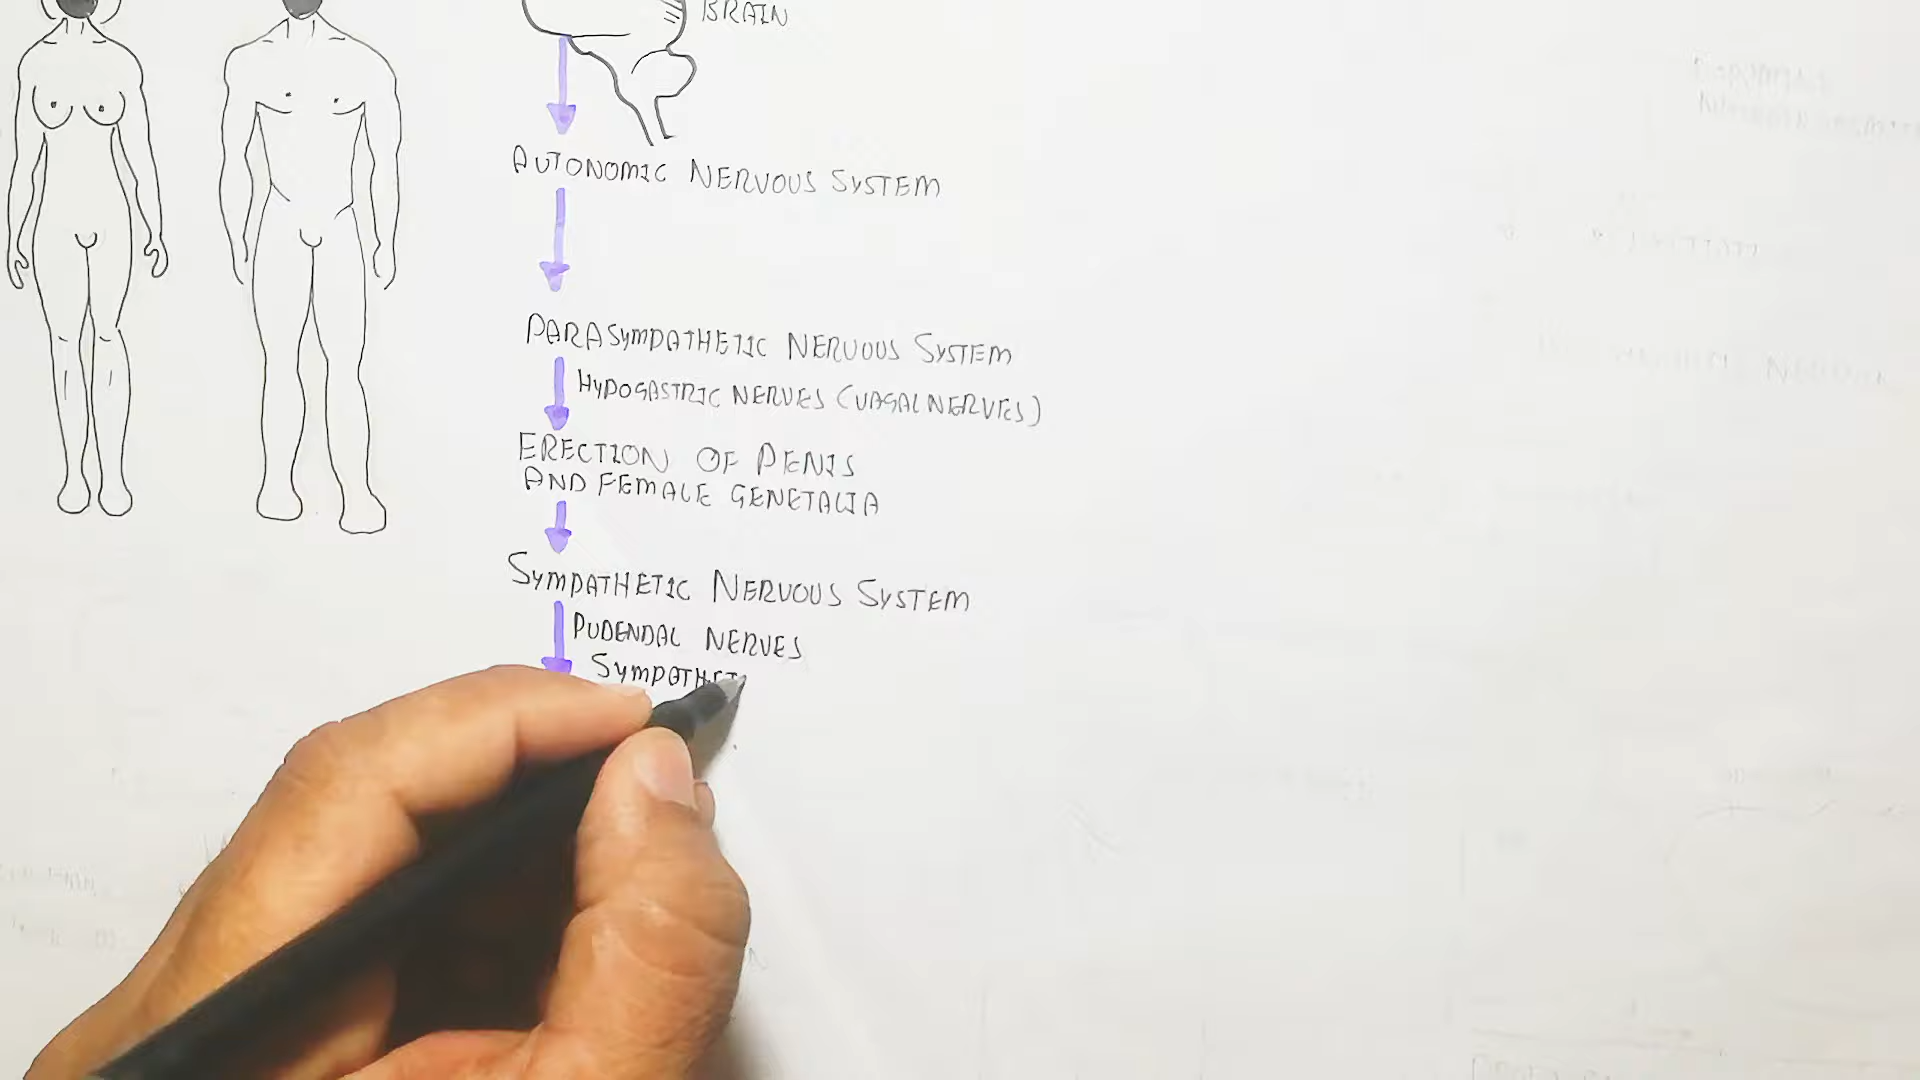 BRAIN
AUTONOMIC NERVOUS SYSTEM
PARASYMPATHETIC NERVOUS SYSTEM
HYPOGASTRIC NERVES (VAGAL NERVES)
ERECTION OF PENIS
AND FEMALE GENETALIA
SYMPATHETIC NERVOUS SYSTEM
PUDENDAL NERVES
SYMPATHET